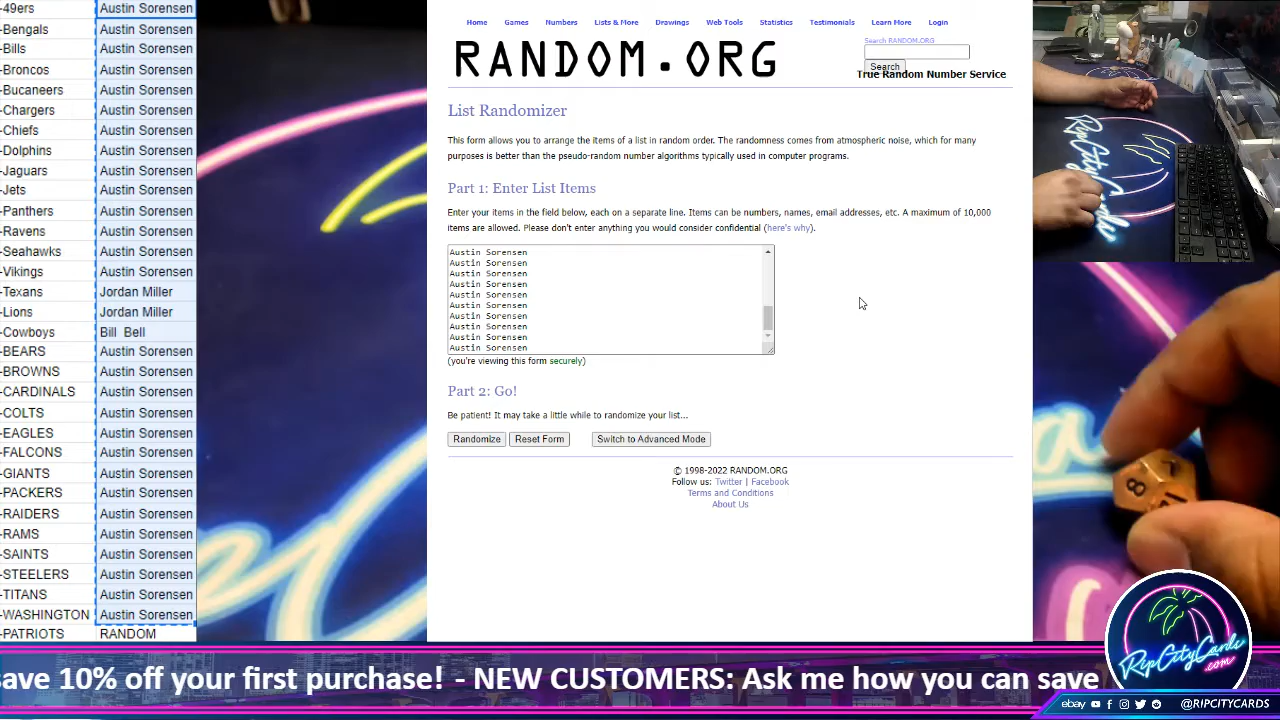 -49ers Austin Sorensen
-Bengals Austin Sorensen
-Bills Austin Sorensen
-Broncos Austin Sorensen
-Bucaneers Austin Sorensen
-Chargers Austin Sorensen
-Chiefs Austin Sorensen
-Dolphins Austin Sorensen
-Jaguars Austin Sorensen
-Jets Austin Sorensen
-Panthers Austin Sorensen
-Ravens Austin Sorensen
-Seahawks Austin Sorensen
-Vikings Austin Sorensen
-Texans Jordan Miller
-Lions Jordan Miller
-Cowboys Bill Bell
-BEARS Austin Sorensen
-BROWNS Austin Sorensen
-CARDINALS Austin Sorensen
-COLTS Austin Sorensen
-EAGLES Austin Sorensen
-FALCONS Austin Sorensen
-GIANTS Austin Sorensen
-PACKERS Austin Sorensen
-RAIDERS Austin Sorensen
-RAMS Austin Sorensen
-SAINTS Austin Sorensen
-STEELERS Austin Sorensen
-TITANS Austin Sorensen
-WASHINGTON Austin Sorensen
-PATRIOTS RANDOM
Home Games Numbers Lists & More Drawings Web Tools Statistics Testimonials Learn More Login
RANDOM.ORG
Search RANDOM.ORG
Search
True Random Number Service
List Randomizer
This form allows you to arrange the items of a list in random order. The randomness comes from atmospheric noise, which for many
purposes is better than the pseudo-random number algorithms typically used in computer programs.
Part 1: Enter List Items
Enter your items in the field below, each on a separate line. Items can be numbers, names, email addresses, etc. A maximum of 10,000
items are allowed. Please don't enter anything you would consider confidential (here's why).
Austin Sorensen
Austin Sorensen
Austin Sorensen
Austin Sorensen
Austin Sorensen
Austin Sorensen
Austin Sorensen
Austin Sorensen
Austin Sorensen
Austin Sorensen
(you're viewing this form securely)
Part 2: Go!
Be patient! It may take a little while to randomize your list...
Randomize Reset Form Switch to Advanced Mode
© 1998-2022 RANDOM.ORG
Follow us: Twitter | Facebook
Terms and Conditions
About Us
RipCityCards
8
save 10% off your first purchase! - NEW CUSTOMERS: Ask me how you can save
RipCityCards
.com
ebay @RIPCITYCARDS